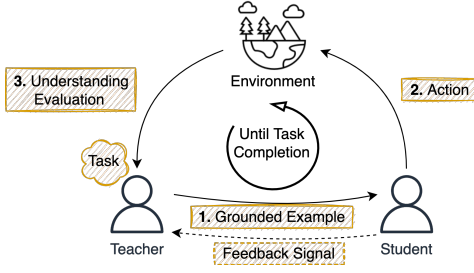 Environment
3. Understanding
Evaluation
2. Action
Until Task
Completion
Task
1. Grounded Example
Teacher
Feedback Signal
Student